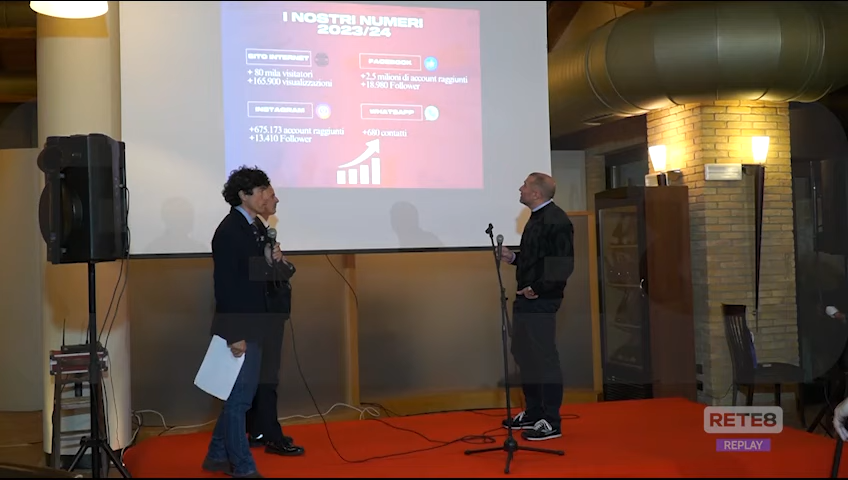 I NOSTRI NUMERI
2023/24
SITO INTERNET
FACEBOOK
+ 80 mila visitatori
+165.900 visualizzazioni
+2,5 milioni di account raggiunti
+18.980 Follower
INSTAGRAM
WHATSAPP
+675.173 account raggiunti
+13.410 Follower
+680 contatti
RETE8
REPLAY